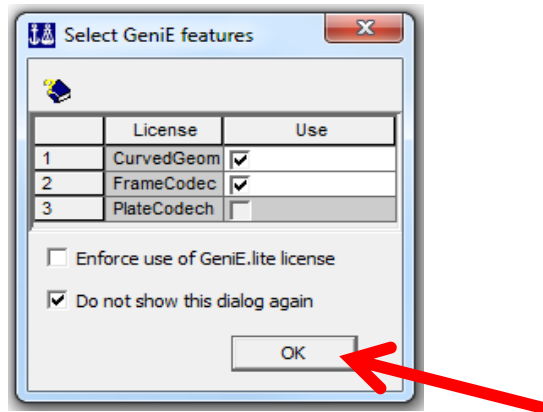 Select GeniE features
License Use
1 CurvedGeom
2 FrameCodec
3 PlateCodech
Enforce use of GeniE.lite license
Do not show this dialog again
OK